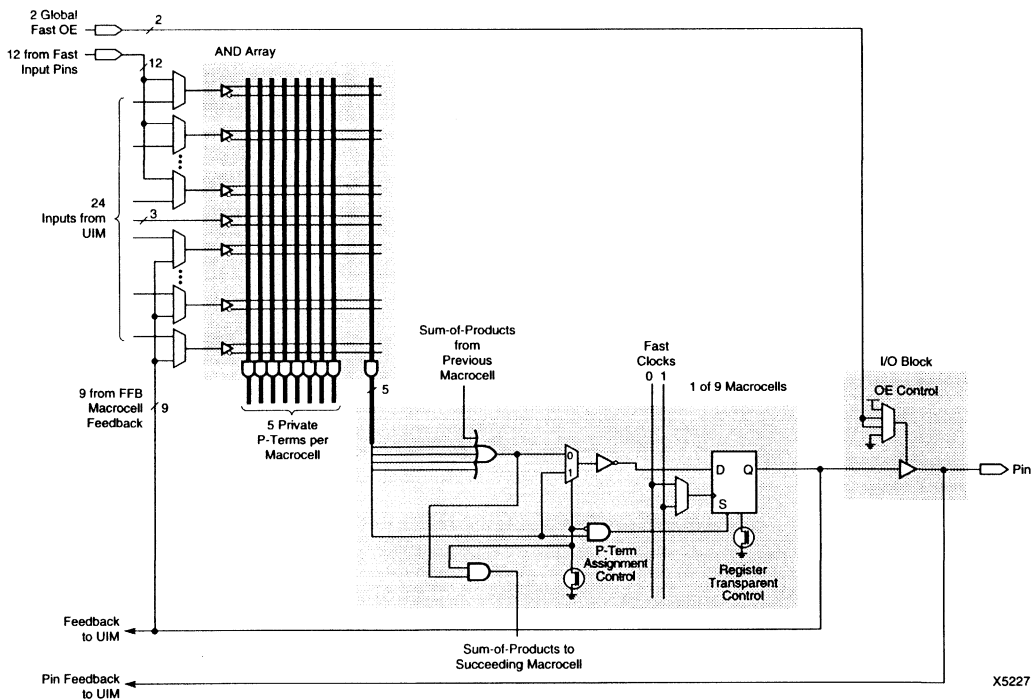 2 Global
Fast OE
2
12 from Fast
Input Pins
12
AND Array
24
Inputs from
UIM
3
9 from FFB
Macrocell
Feedback
9
5 Private
P-Terms per
Macrocell
5
Sum-of-Products
from
Previous
Macrocell
Fast
Clocks
0 1
1 of 9 Macrocells
I/O Block
OE Control
0
1
D Q
S
Pin
P-Term
Assignment
Control
Register
Transparent
Control
Feedback
to UIM
Sum-of-Products to
Succeeding Macrocell
Pin Feedback
to UIM
X5227